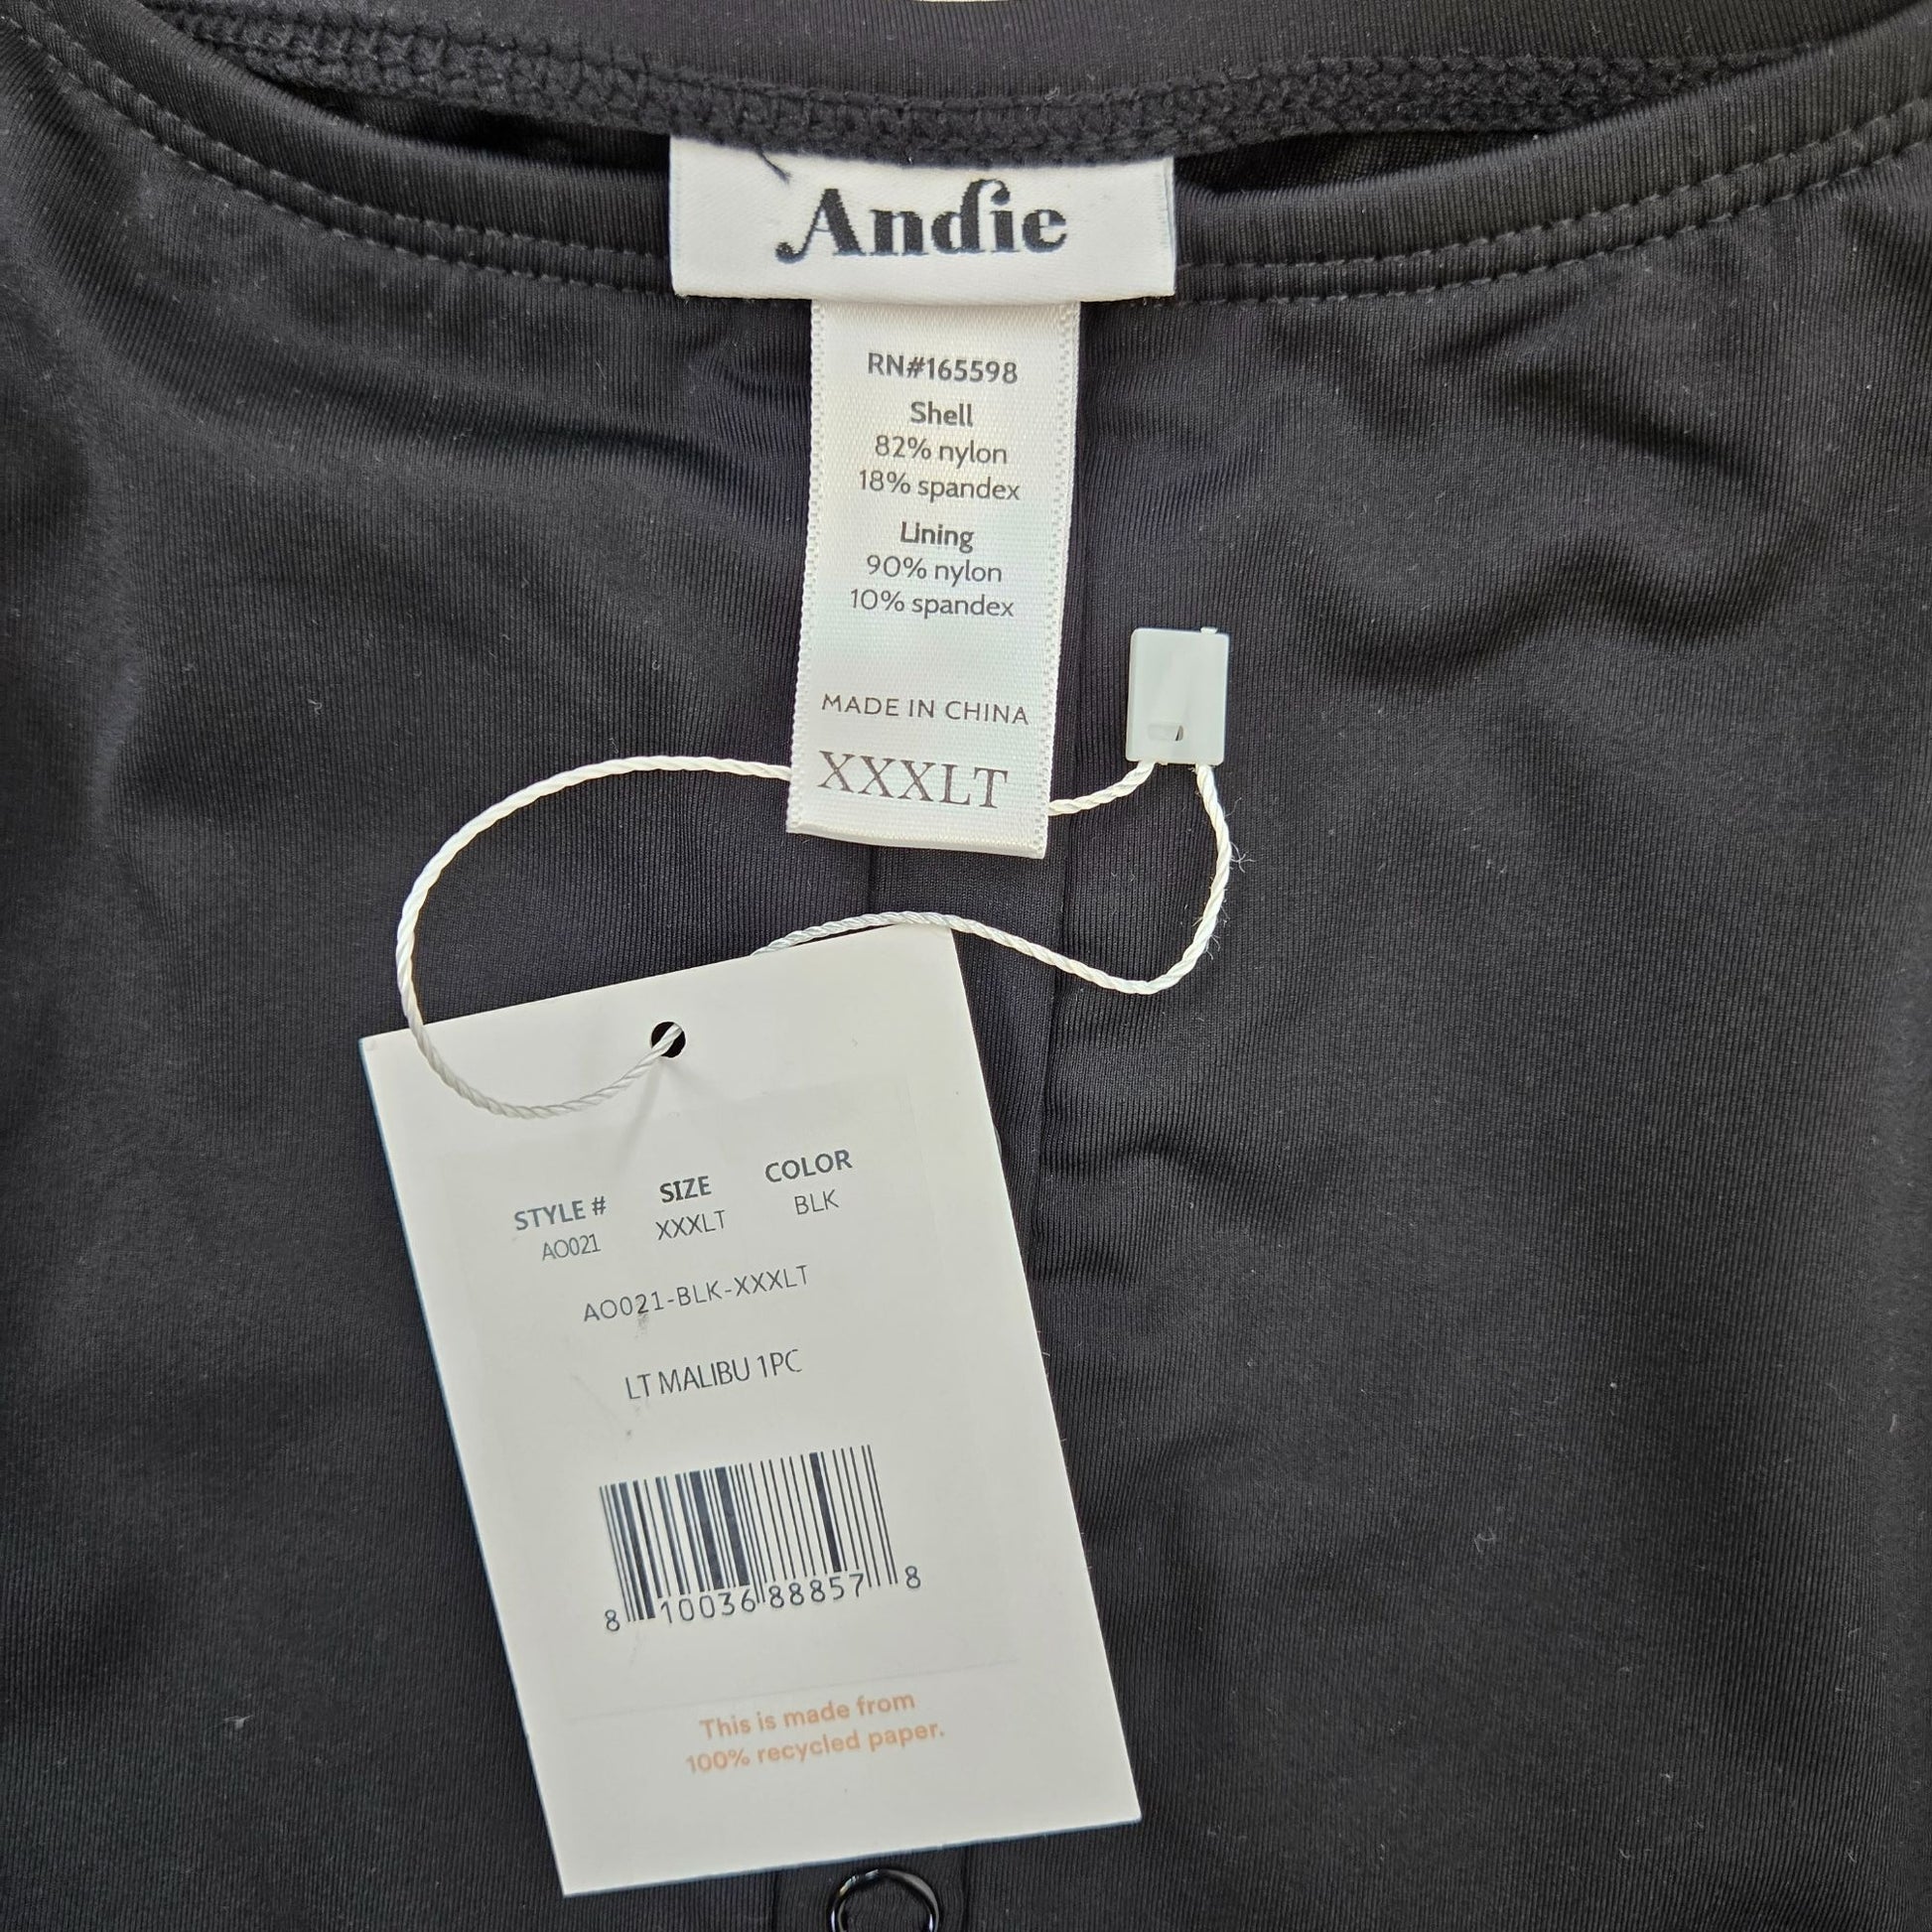 Andie
RN#165598
Shell
82% nylon
18% spandex
Lining
90% nylon
10% spandex
MADE IN CHINA
XXXLT
STYLE # SIZE COLOR
AO021 XXXLT BLK
AO021-BLK-XXXLT
LT MALIBU 1PC
8 10036 88857 8
This is made from
100% recycled paper.